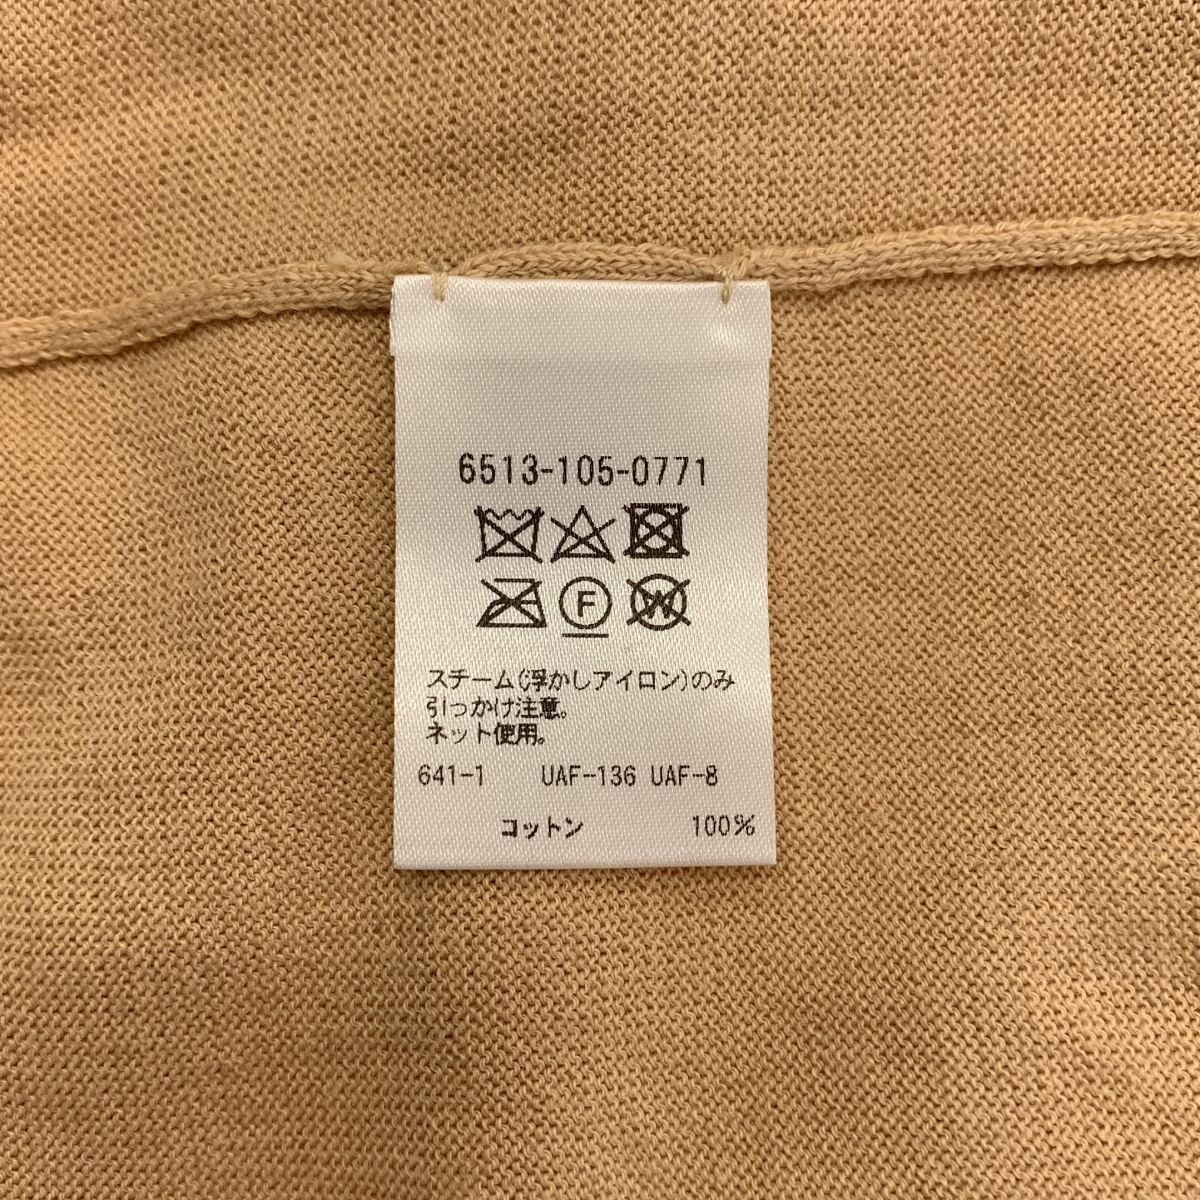 6513-105-0771
F
W
スチーム(浮かしアイロン)のみ
引っかけ注意。
ネット使用。
641-1 UAF-136 UAF-8
コットン 100%